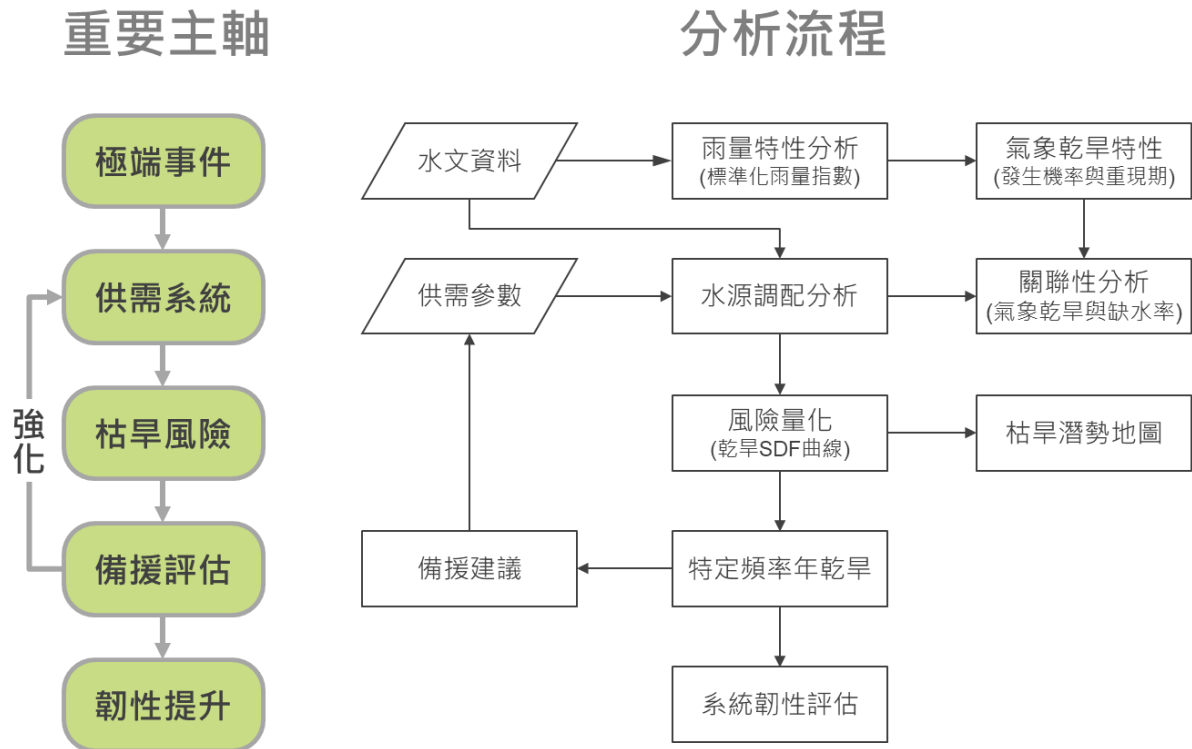 重要主軸
分析流程
極端事件
供需系統
枯旱風險
備援評估
韌性提升
強化
水文資料
雨量特性分析
(標準化雨量指數)
氣象乾旱特性
(發生機率與重現期)
供需參數
水源調配分析
關聯性分析
(氣象乾旱與缺水率)
風險量化
(乾旱SDF曲線)
枯旱潛勢地圖
備援建議
特定頻率年乾旱
系統韌性評估